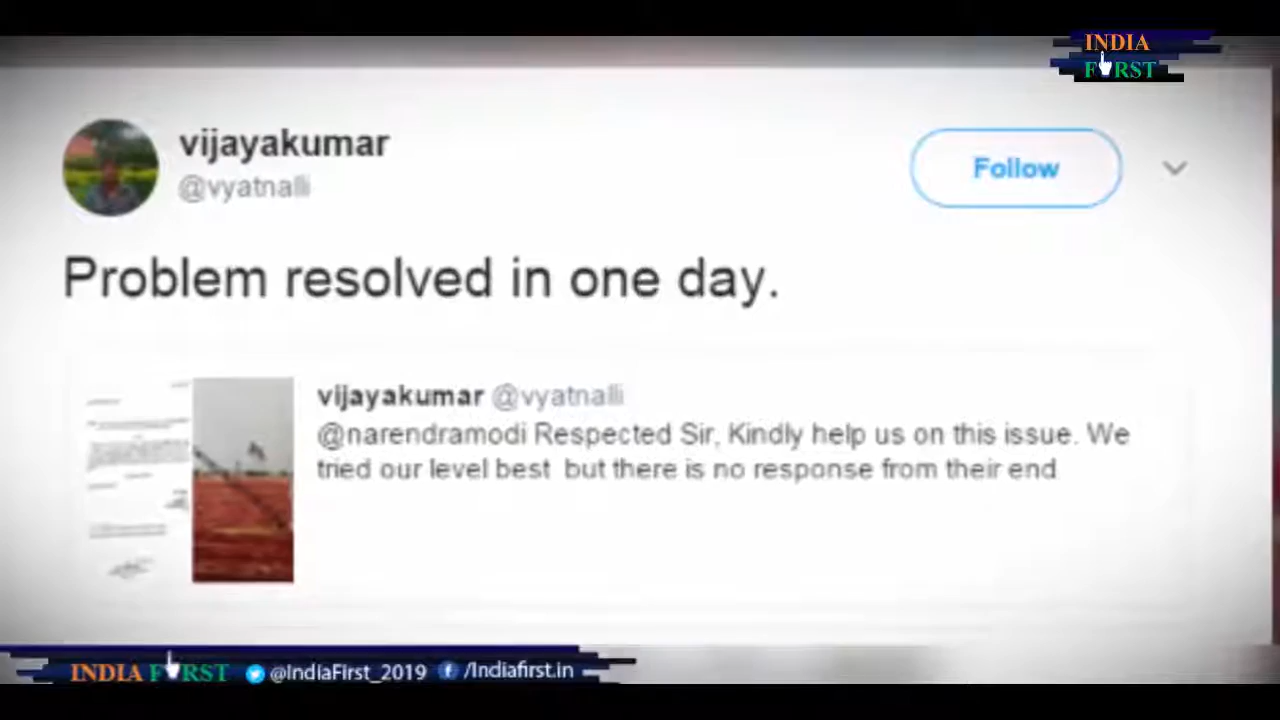 INDIA
FIRST
vijayakumar
@vyatnalli
Follow
Problem resolved in one day.
vijayakumar @vyatnalli
@narendramodi Respected Sir, Kindly help us on this issue. We
tried our level best but there is no response from their end
INDIA FIRST @IndiaFirst_2019 /Indiafirst.in